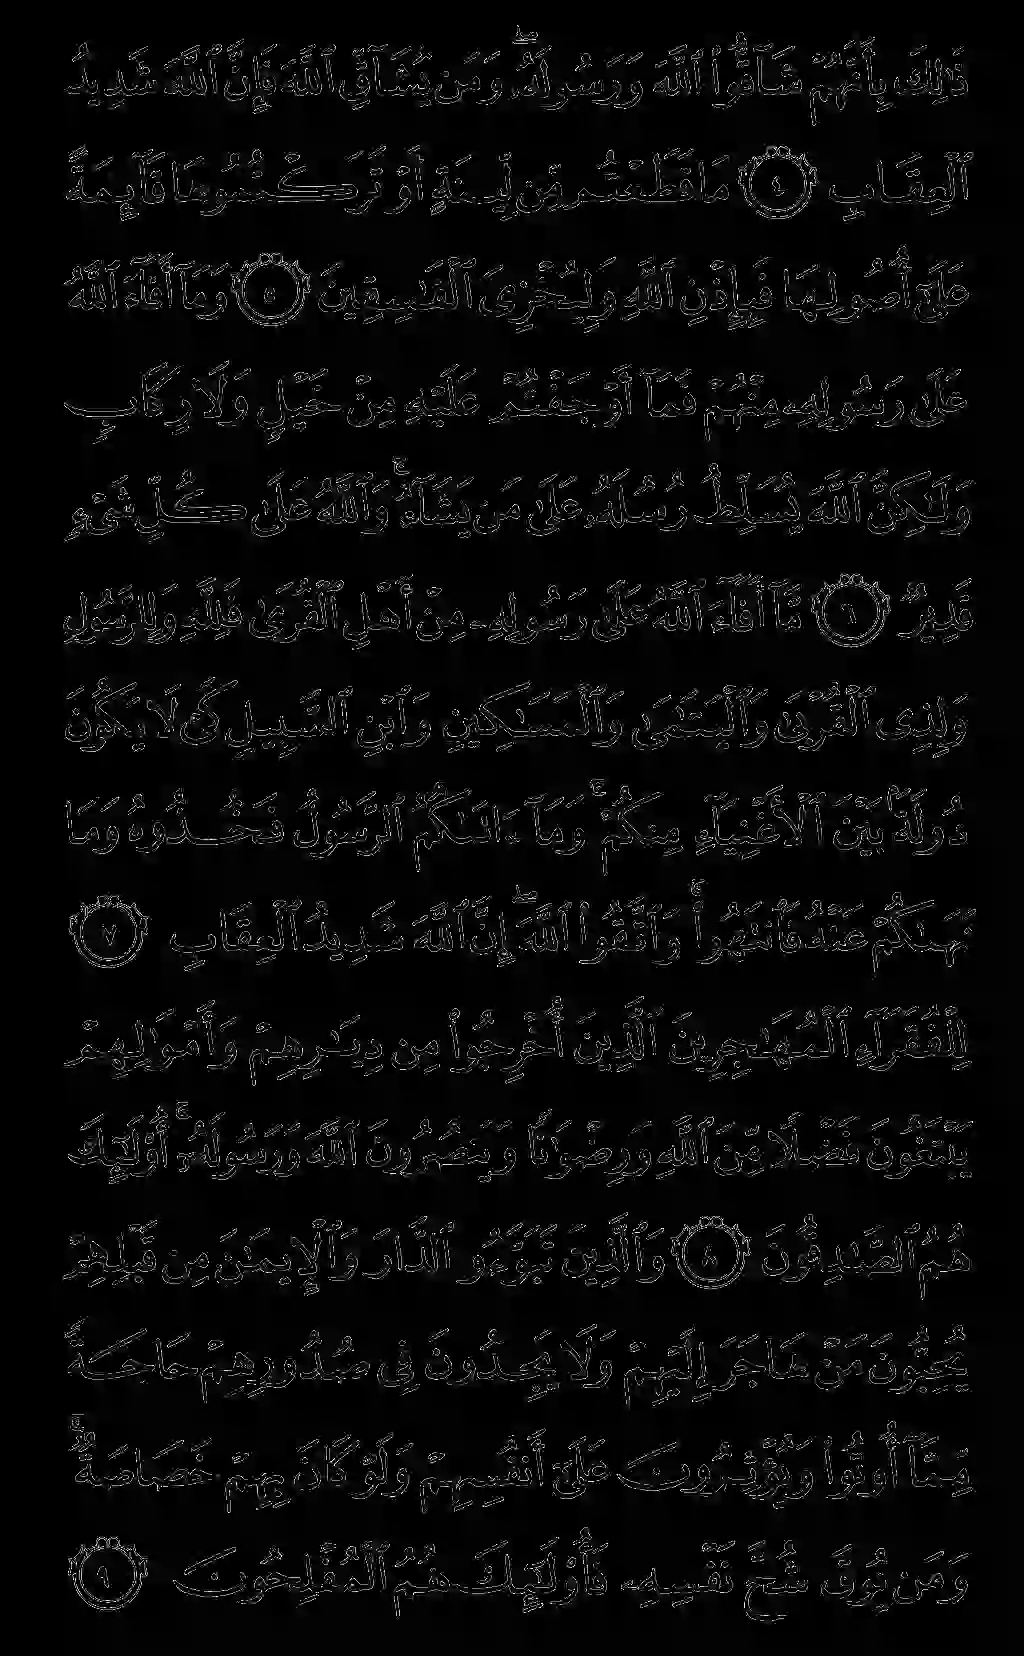 ذَٰلِكَ بِأَنَّهُمْ شَآقُّوا۟ ٱللَّهَ وَرَسُولَهُۥ ۖ وَمَن يُشَآقِّ ٱللَّهَ فَإِنَّ ٱللَّهَ شَدِيدُ
ٱلْعِقَابِ ٤ مَا قَطَعْتُم مِّن لِّينَةٍ أَوْ تَرَكْتُمُوهَا قَآئِمَةً
عَلَىٰٓ أُصُولِهَا فَبِإِذْنِ ٱللَّهِ وَلِيُخْزِىَ ٱلْفَـٰسِقِينَ ٥ وَمَآ أَفَآءَ ٱللَّهُ
عَلَىٰ رَسُولِهِۦ مِنْهُمْ فَمَآ أَوْجَفْتُمْ عَلَيْهِ مِنْ خَيْلٍ وَلَا رِكَابٍ
وَلَـٰكِنَّ ٱللَّهَ يُسَلِّطُ رُسُلَهُۥ عَلَىٰ مَن يَشَآءُ ۚ وَٱللَّهُ عَلَىٰ كُلِّ شَىْءٍ
قَدِيرٌ ٦ مَّآ أَفَآءَ ٱللَّهُ عَلَىٰ رَسُولِهِۦ مِنْ أَهْلِ ٱلْقُرَىٰ فَلِلَّهِ وَلِلرَّسُولِ
وَلِذِى ٱلْقُرْبَىٰ وَٱلْيَتَـٰمَىٰ وَٱلْمَسَـٰكِينِ وَٱبْنِ ٱلسَّبِيلِ كَىْ لَا يَكُونَ
دُولَةًۢ بَيْنَ ٱلْأَغْنِيَآءِ مِنكُمْ ۚ وَمَآ ءَاتَىٰكُمُ ٱلرَّسُولُ فَخُذُوهُ وَمَا
نَهَىٰكُمْ عَنْهُ فَٱنتَهُوا۟ ۚ وَٱتَّقُوا۟ ٱللَّهَ ۖ إِنَّ ٱللَّهَ شَدِيدُ ٱلْعِقَابِ ٧
لِلْفُقَرَآءِ ٱلْمُهَـٰجِرِينَ ٱلَّذِينَ أُخْرِجُوا۟ مِن دِيَـٰرِهِمْ وَأَمْوَٰلِهِمْ
يَبْتَغُونَ فَضْلًا مِّنَ ٱللَّهِ وَرِضْوَٰنًا وَيَنصُرُونَ ٱللَّهَ وَرَسُولَهُۥٓ ۚ أُو۟لَـٰٓئِكَ
هُمُ ٱلصَّـٰدِقُونَ ٨ وَٱلَّذِينَ تَبَوَّءُو ٱلدَّارَ وَٱلْإِيمَـٰنَ مِن قَبْلِهِمْ
يُحِبُّونَ مَنْ هَاجَرَ إِلَيْهِمْ وَلَا يَجِدُونَ فِى صُدُورِهِمْ حَاجَةً
مِّمَّآ أُوتُوا۟ وَيُؤْثِرُونَ عَلَىٰٓ أَنفُسِهِمْ وَلَوْ كَانَ بِهِمْ خَصَاصَةٌ ۚ
وَمَن يُوقَ شُحَّ نَفْسِهِۦ فَأُو۟لَـٰٓئِكَ هُمُ ٱلْمُفْلِحُونَ ٩